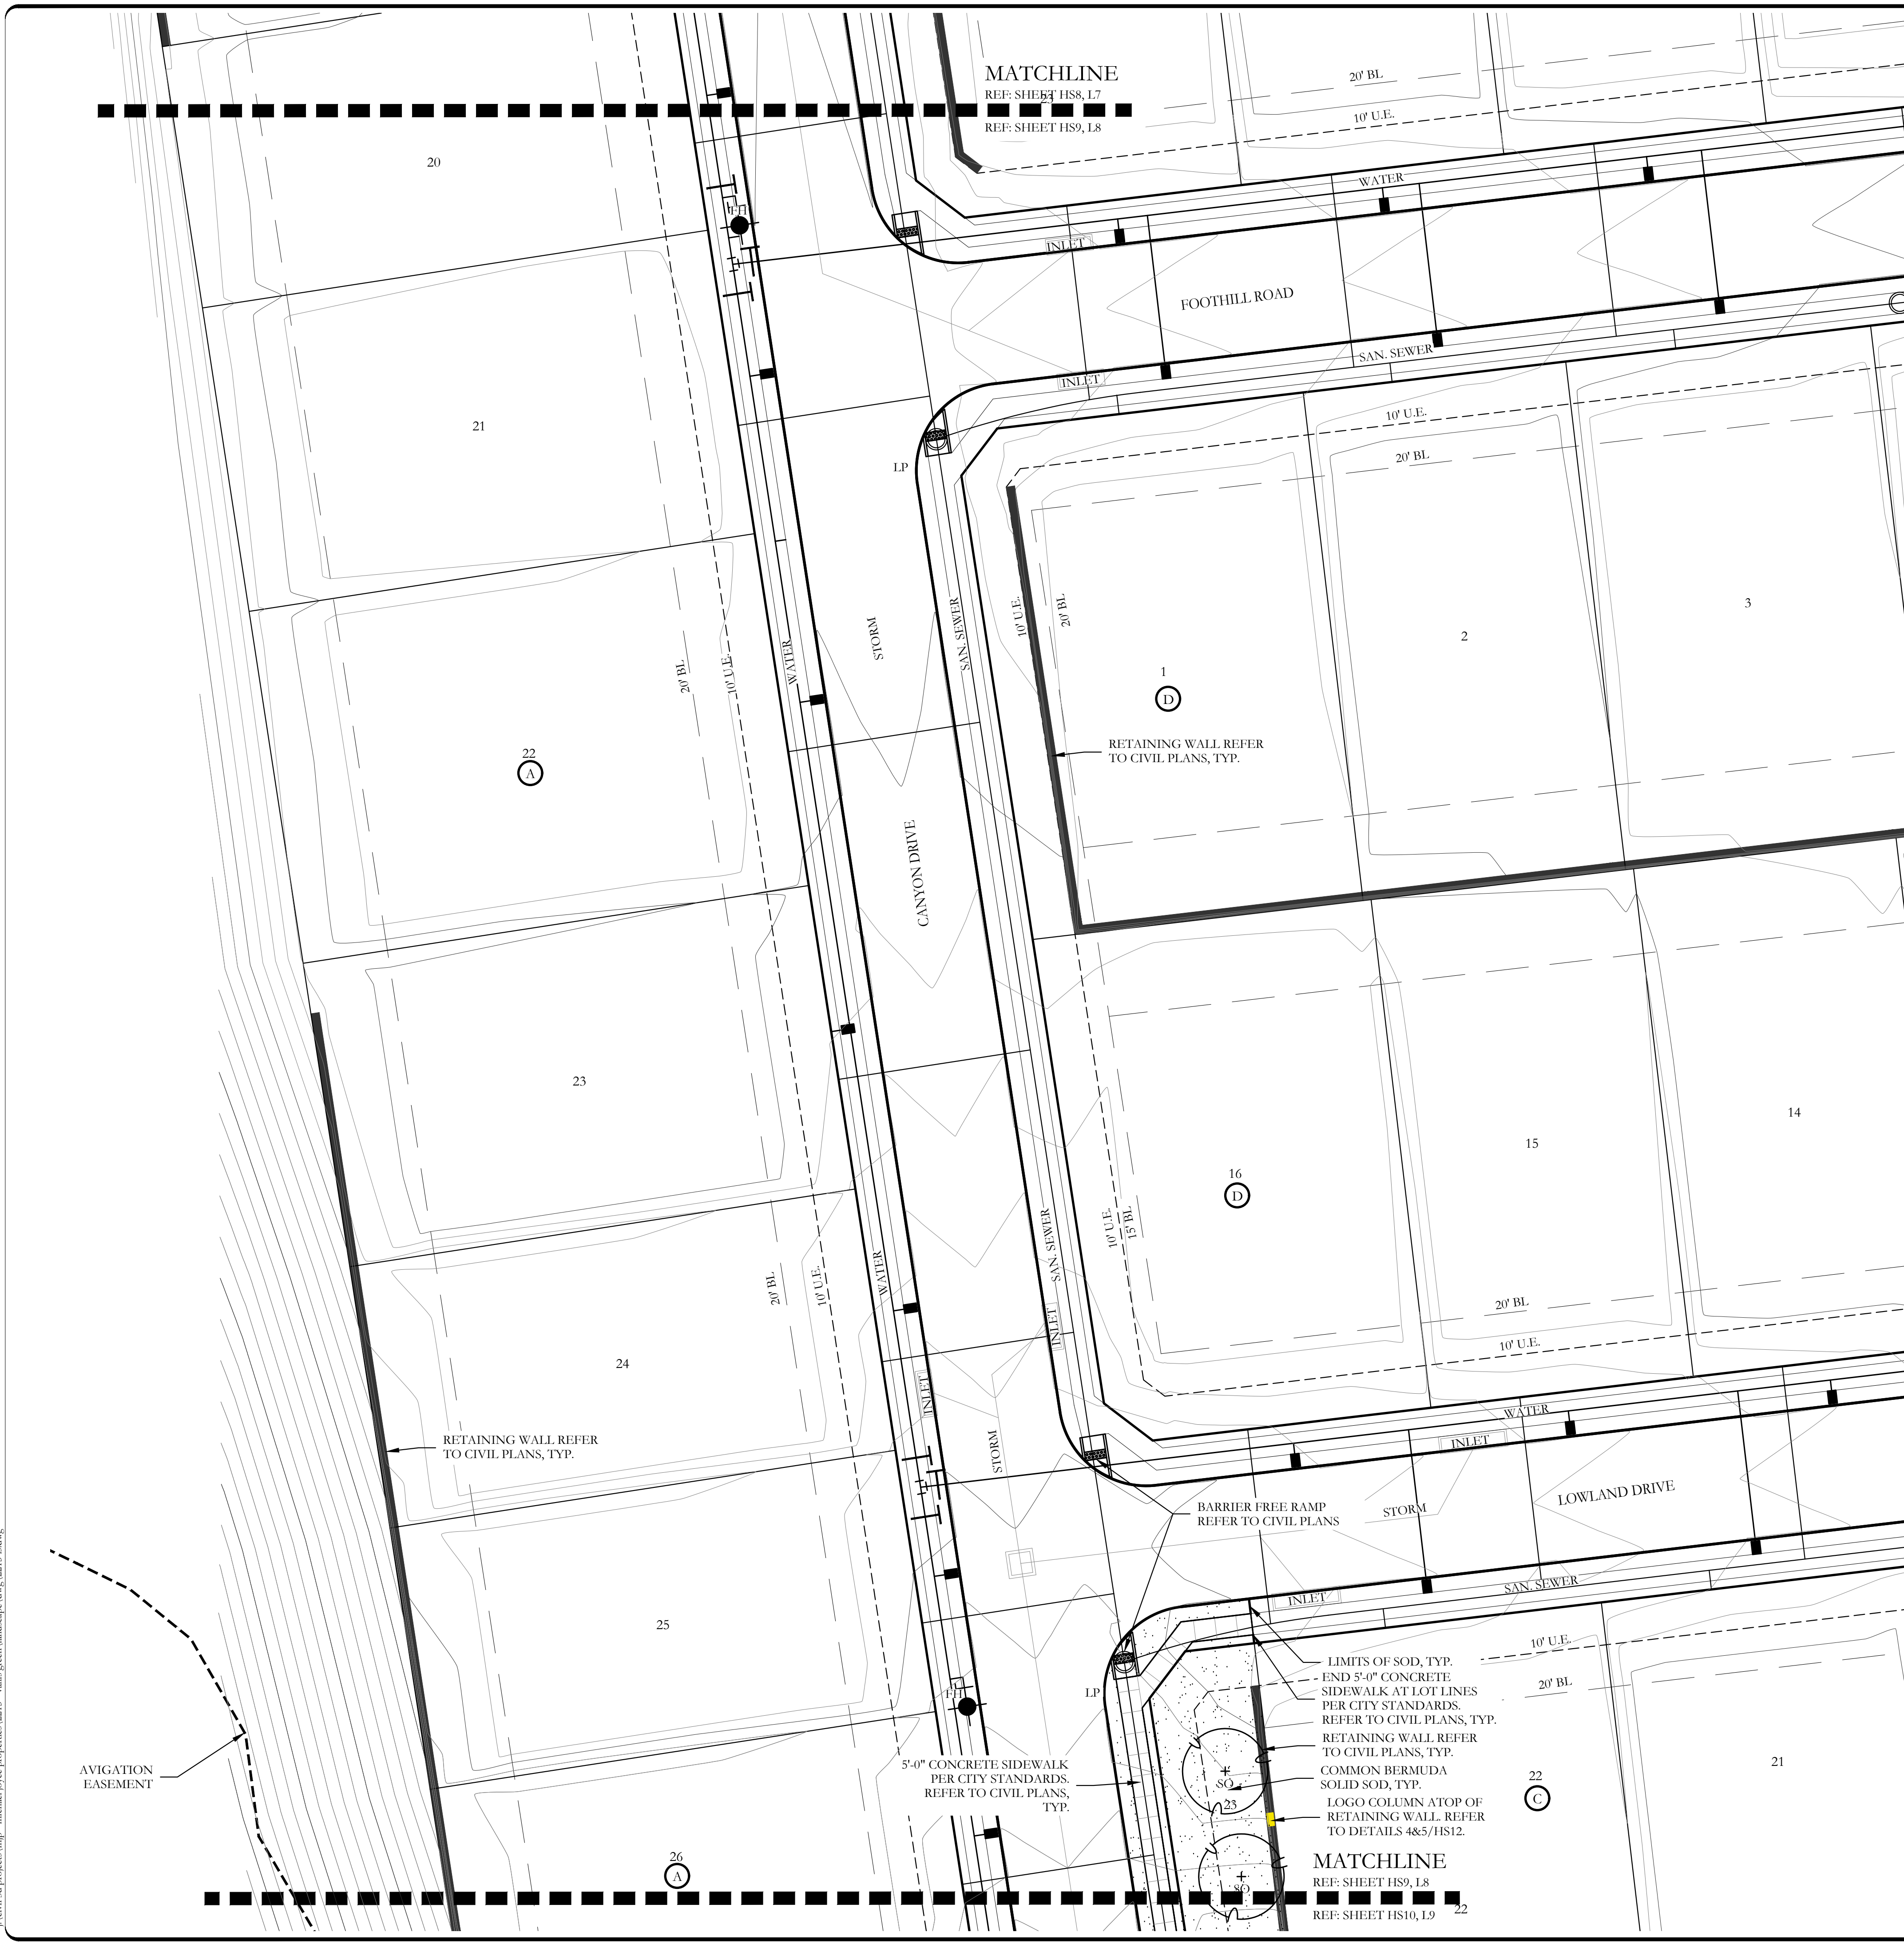 MATCHLINE
REF: SHEET HS8, L7
23
REF: SHEET HS9, L8
20' BL
10' U.E.
20
WATER
FH
INLET
FOOTHILL ROAD
SAN. SEWER
INLET
10' U.E.
20' BL
21
LP
STORM
SAN. SEWER
10' U.E.
20' BL
3
2
1
D
WATER
20' BL
10' U.E.
RETAINING WALL REFER
TO CIVIL PLANS, TYP.
22
A
CANYON DRIVE
23
14
15
16
D
10' U.E.
15' BL
SAN. SEWER
WATER
20' BL
10' U.E.
INLET
20' BL
10' U.E.
24
INLET
WATER
INLET
RETAINING WALL REFER
TO CIVIL PLANS, TYP.
STORM
LOWLAND DRIVE
BARRIER FREE RAMP
REFER TO CIVIL PLANS
STORM
SAN. SEWER
INLET
25
10' U.E.
LIMITS OF SOD, TYP.
END 5'-0" CONCRETE
SIDEWALK AT LOT LINES
PER CITY STANDARDS.
REFER TO CIVIL PLANS, TYP.
20' BL
FH
LP
RETAINING WALL REFER
TO CIVIL PLANS, TYP.
COMMON BERMUDA
SOLID SOD, TYP.
LOGO COLUMN ATOP OF
RETAINING WALL. REFER
TO DETAILS 4&5/HS12.
AVIGATION
EASEMENT
5'-0" CONCRETE SIDEWALK
PER CITY STANDARDS.
REFER TO CIVIL PLANS,
TYP.
SO
23
22
C
21
26
A
SO
MATCHLINE
REF: SHEET HS9, L8
22
REF: SHEET HS10, L9